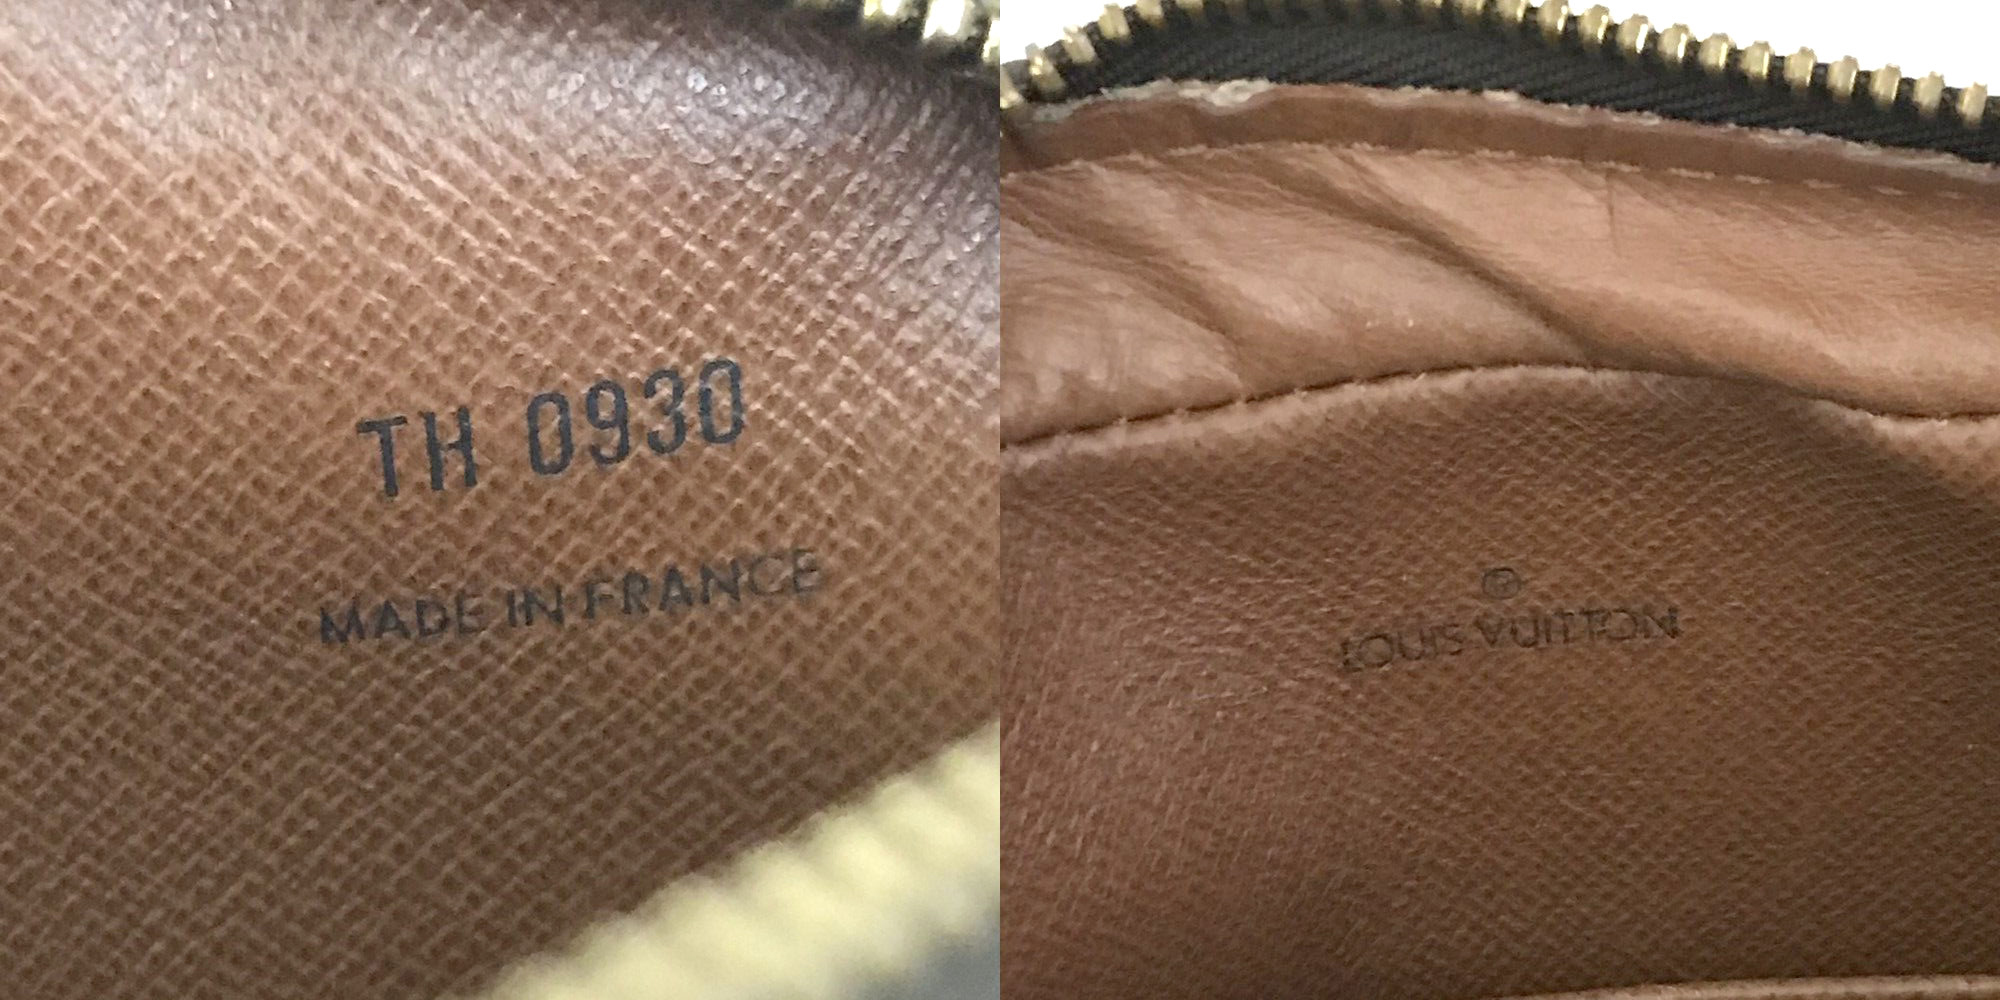 TH 0930
MADE IN FRANCE
®
LOUIS VUITTON